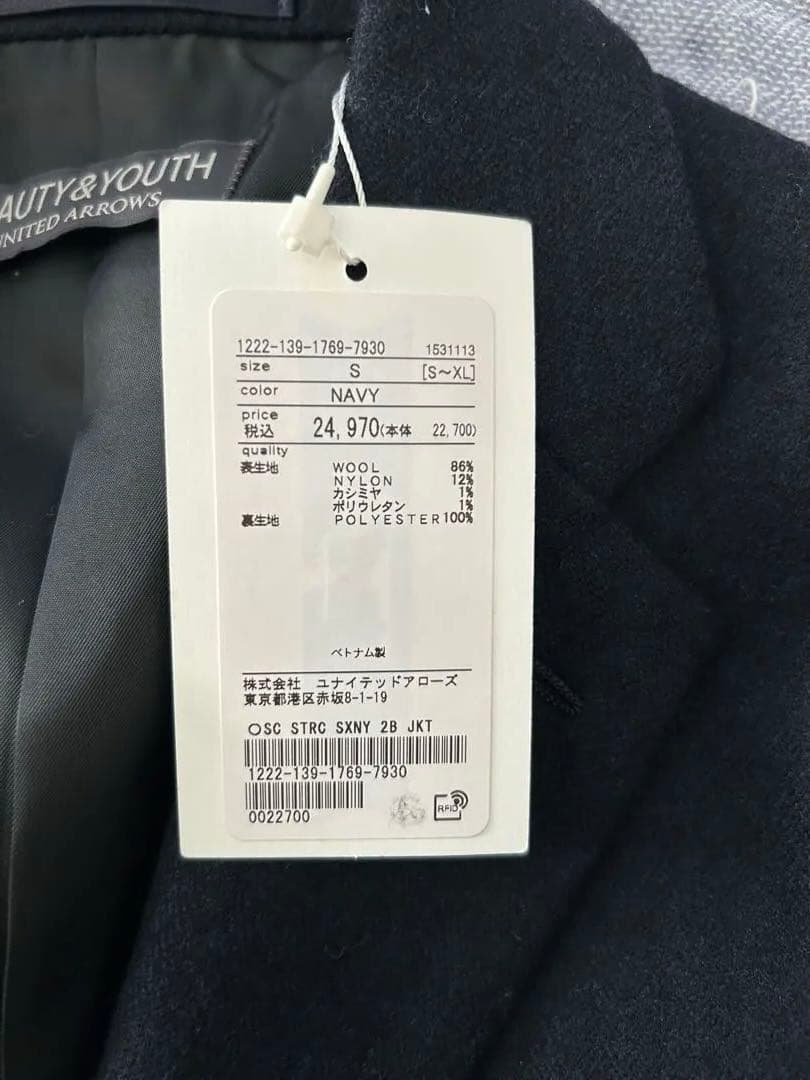 AUTY&YOUTH
UNITED ARROWS
1222-139-1769-7930 1531113
size S [S~XL]
color NAVY
price
税込 24,970(本体 22,700)
quality
表生地 WOOL 86%
NYLON 12%
カシミヤ 1%
ポリウレタン 1%
裏生地 POLYESTER 100%
ベトナム製
株式会社 ユナイテッドアローズ
東京都港区赤坂8-1-19
OSC STRC SXNY 2B JKT
1222-139-1769-7930
0022700
RFID